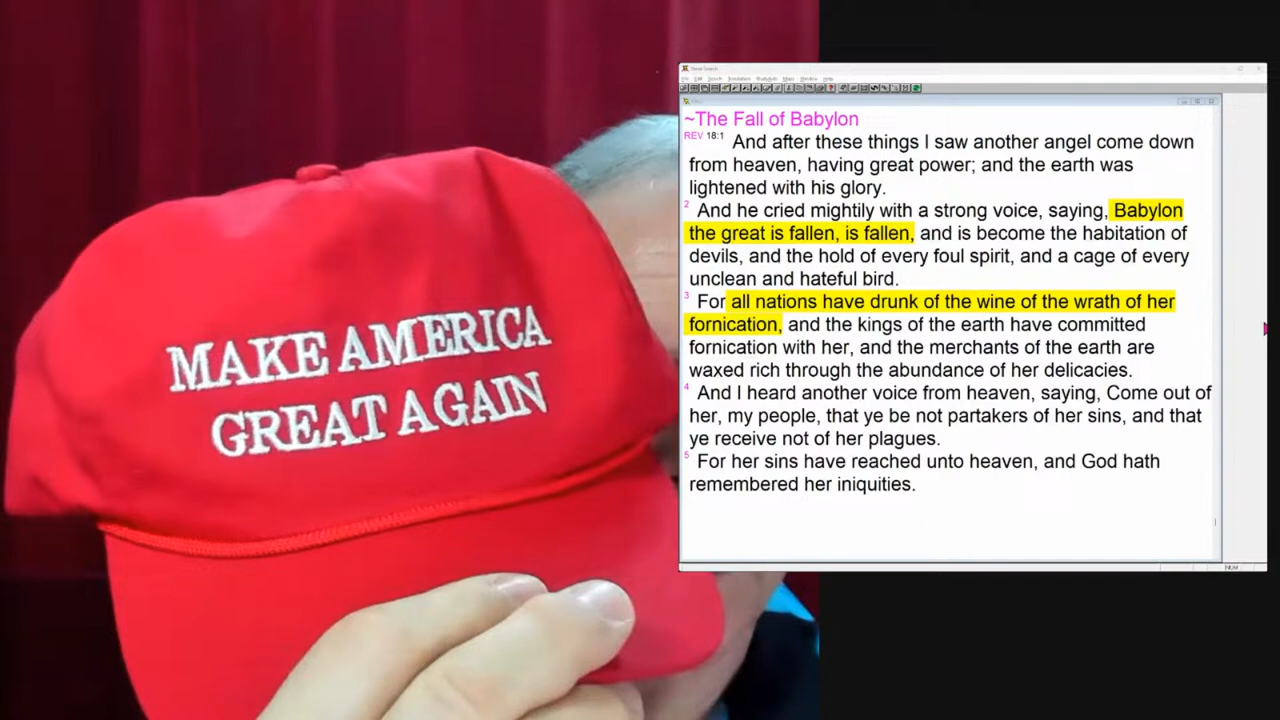 MAKE AMERICA
GREAT AGAIN
~The Fall of Babylon
REV 18:1 And after these things I saw another angel come down
from heaven, having great power; and the earth was
lightened with his glory.
2 And he cried mightily with a strong voice, saying, Babylon
the great is fallen, is fallen, and is become the habitation of
devils, and the hold of every foul spirit, and a cage of every
unclean and hateful bird.
3 For all nations have drunk of the wine of the wrath of her
fornication, and the kings of the earth have committed
fornication with her, and the merchants of the earth are
waxed rich through the abundance of her delicacies.
4 And I heard another voice from heaven, saying, Come out of
her, my people, that ye be not partakers of her sins, and that
ye receive not of her plagues.
5 For her sins have reached unto heaven, and God hath
remembered her iniquities.
NUM